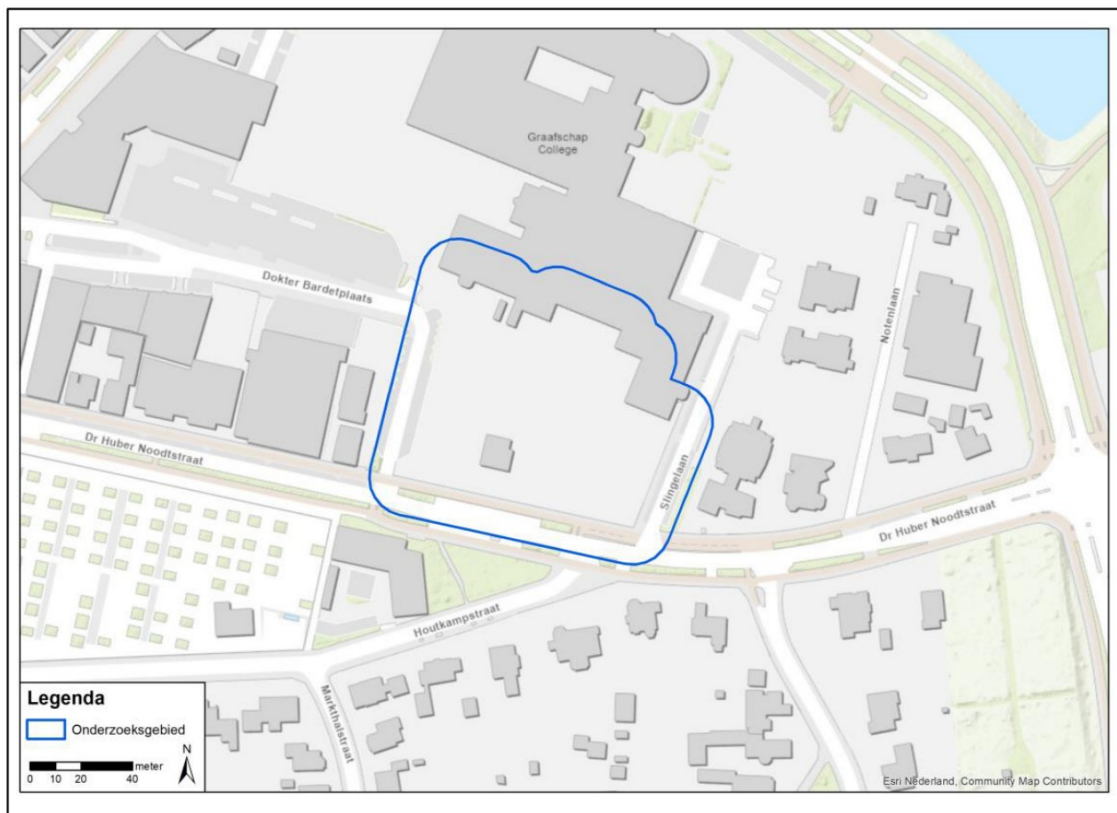 Graafschap
College
Dokter Bardetplaats
Notenlaan
Dr Huber Noodtstraat
Slingelaan
Dr Huber Noodtstraat
Houtkampstraat
Markthalstraat
Legenda
Onderzoeksgebied
N
0 10 20 40 meter
Esri Nederland, Community Map Contributors